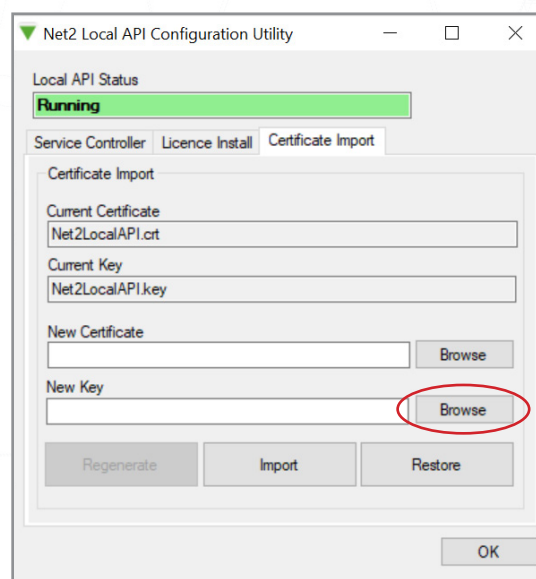 Net2 Local API Configuration Utility
Local API Status
Running
Service Controller Licence Install Certificate Import
Certificate Import
Current Certificate
Net2LocalAPI.crt
Current Key
Net2LocalAPI.key
New Certificate
Browse
New Key
Browse
Regenerate Import Restore
OK